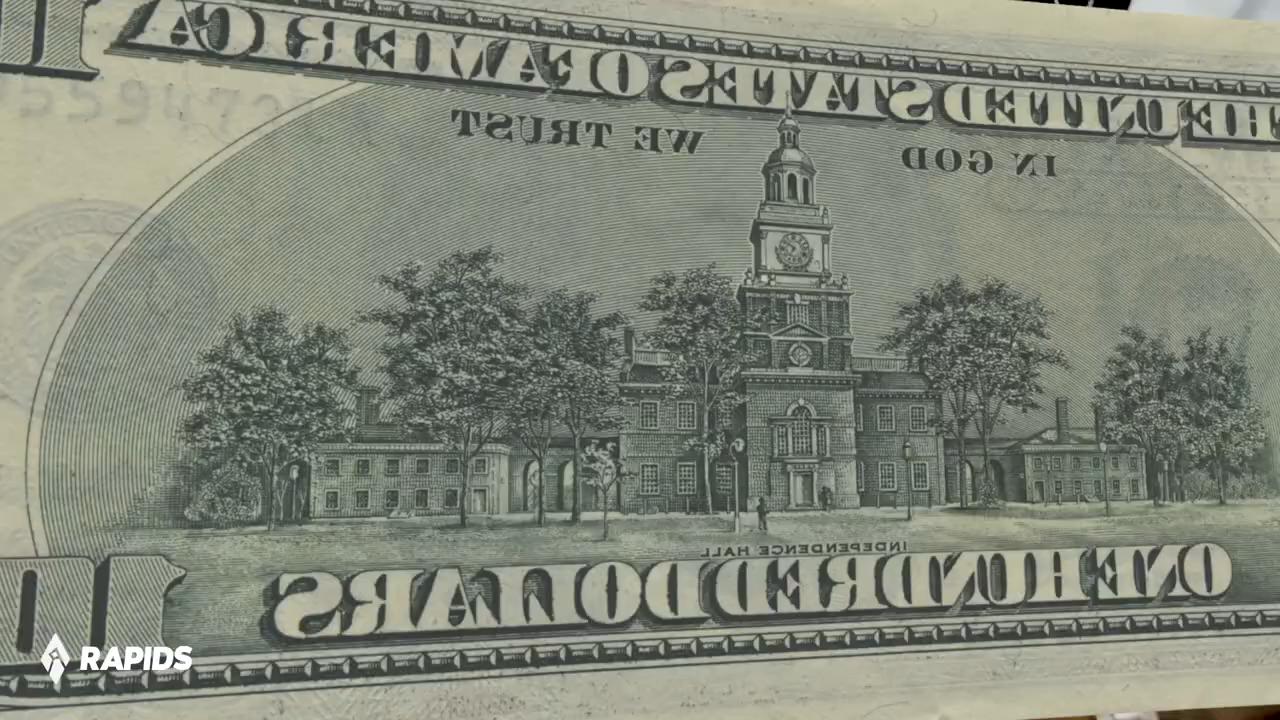 THE UNITED STATES OF AMERICA
IN GOD WE TRUST
INDEPENDENCE HALL
ONE HUNDRED DOLLARS
RAPIDS